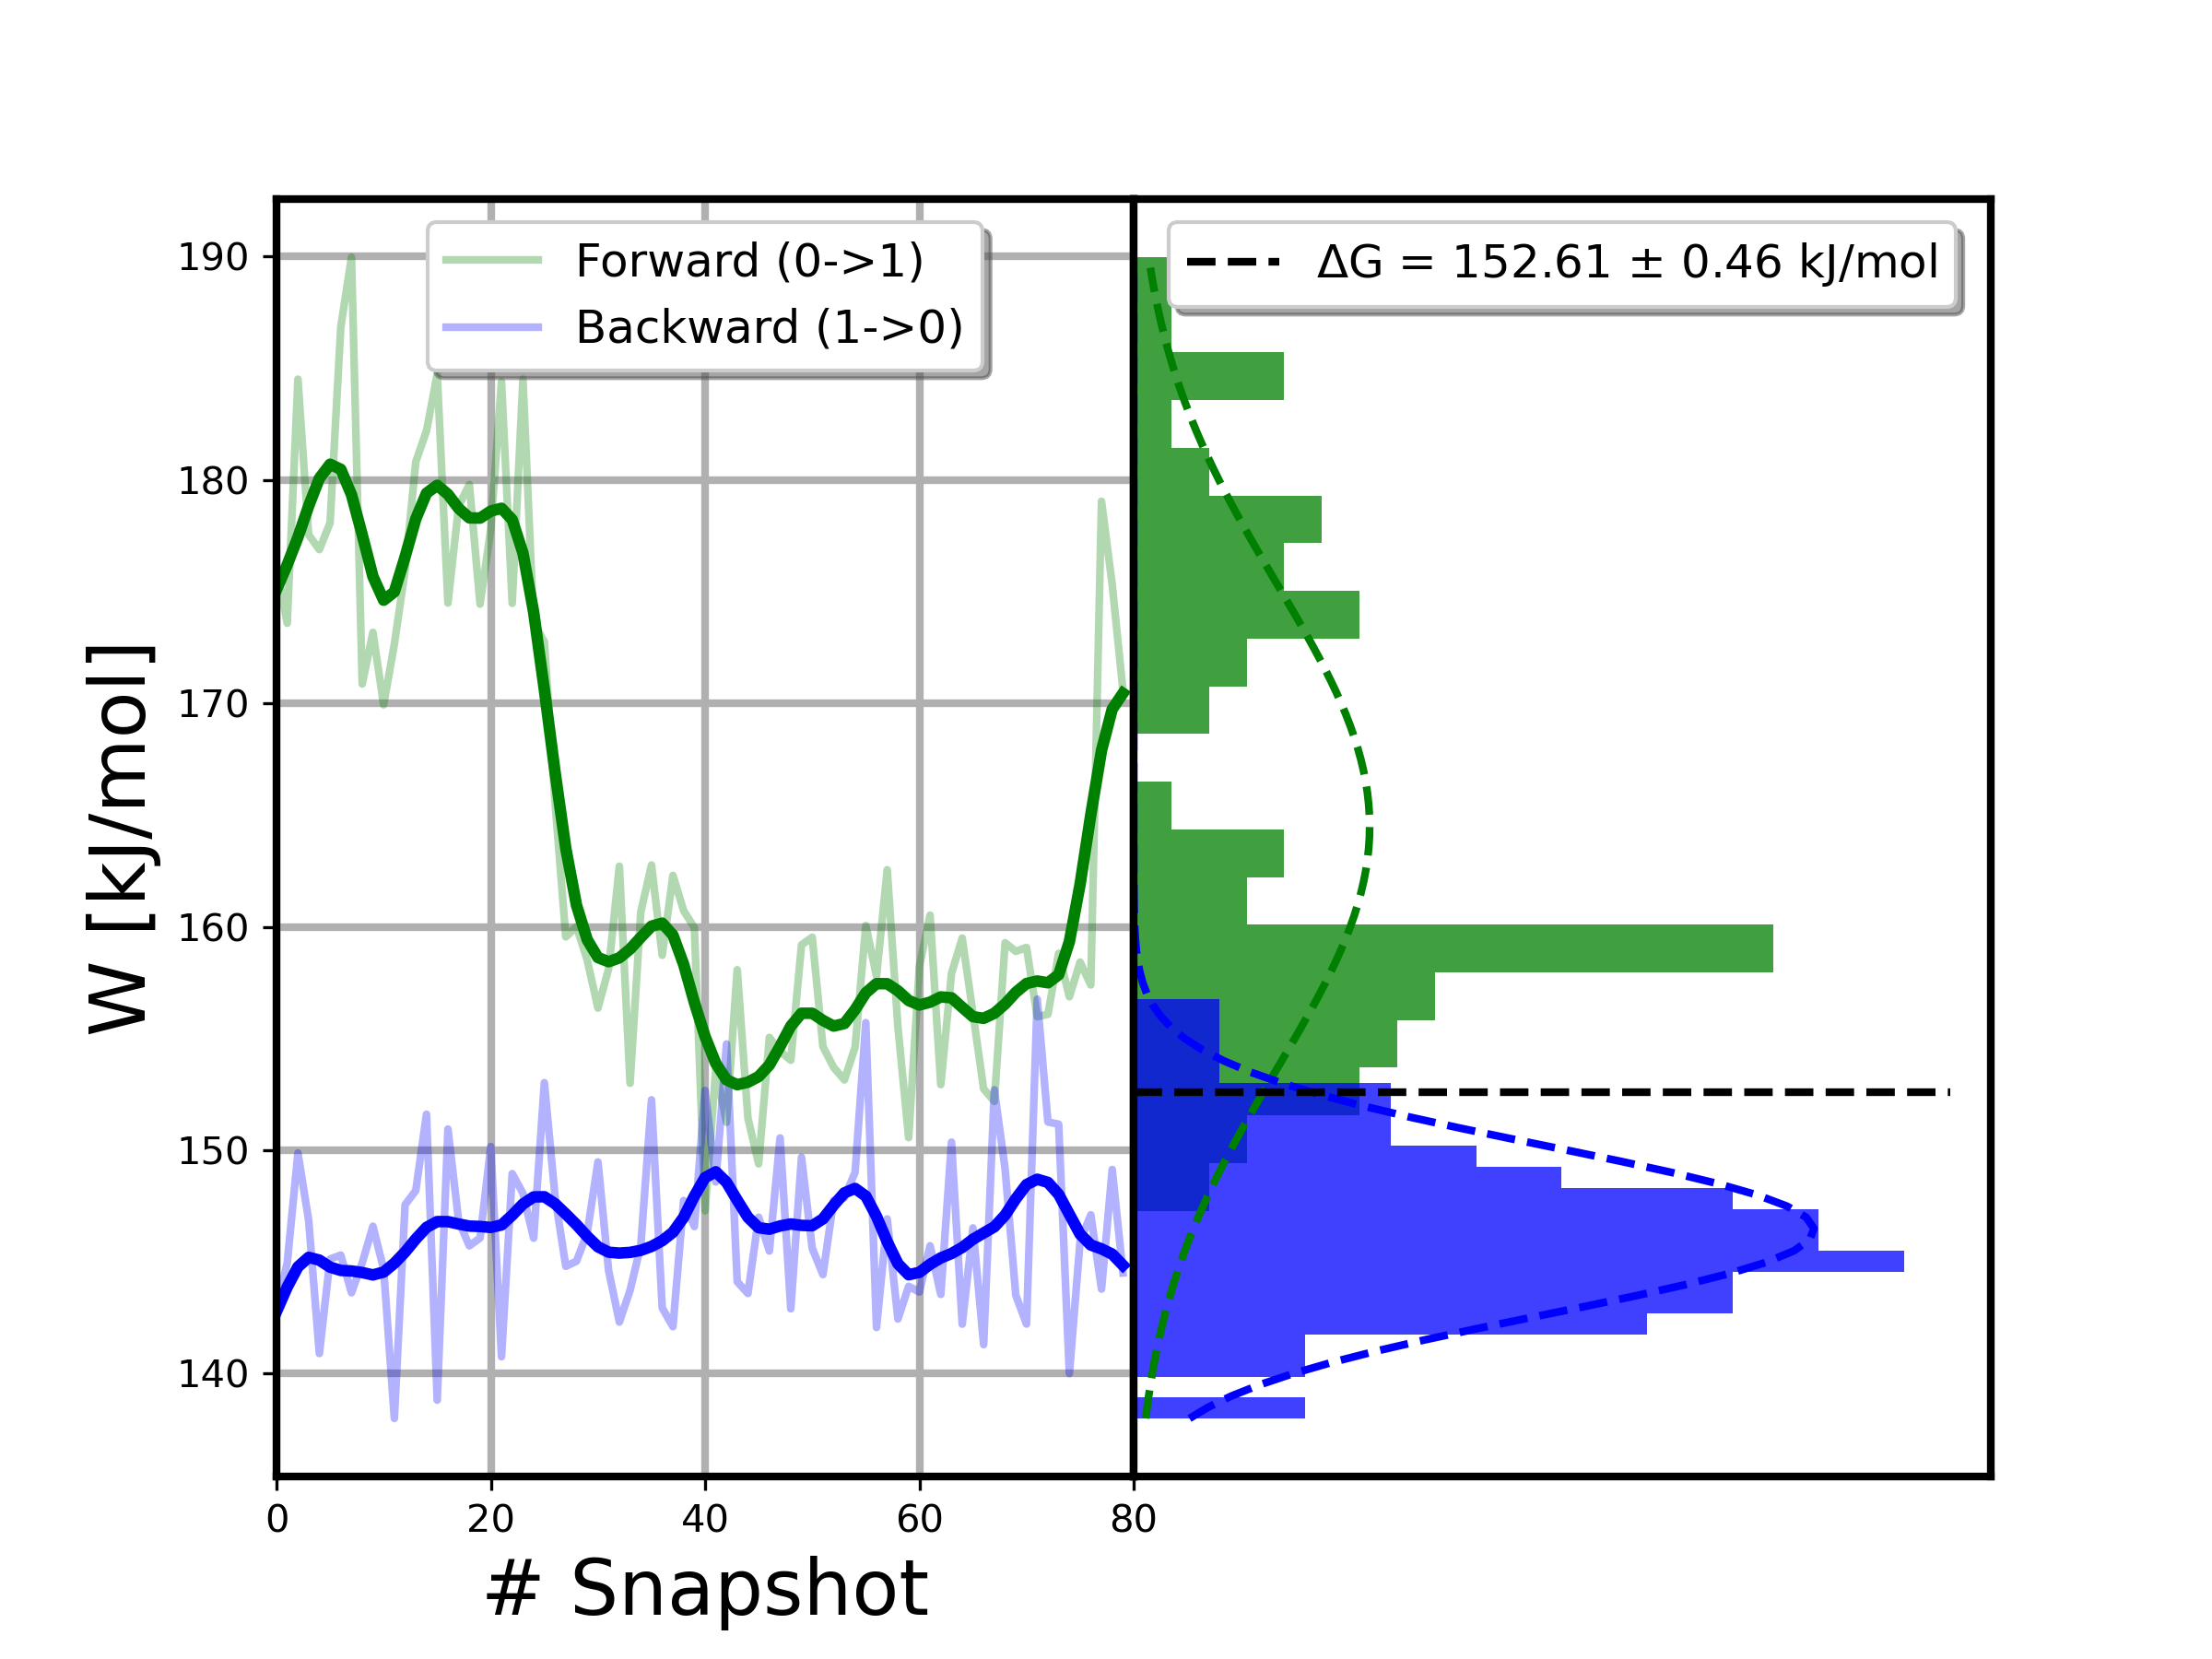 Forward (0->1)
Backward (1->0)
ΔG = 152.61 ± 0.46 kJ/mol
190
180
170
160
150
140
W [kJ/mol]
0
20
40
60
80
# Snapshot